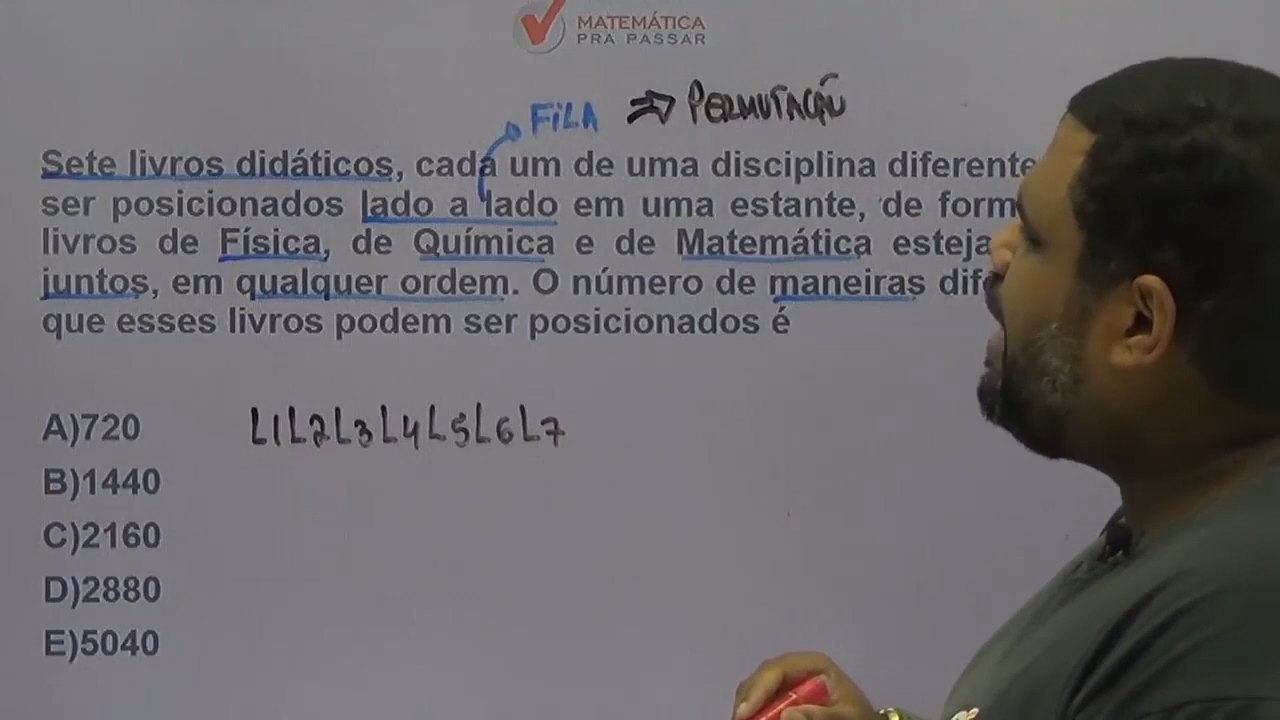 MATEMÁTICA
PRA PASSAR
FILA ⇒ PERMUTAÇÃO
Sete livros didáticos, cada um de uma disciplina diferente
ser posicionados lado a lado em uma estante, de form
livros de Física, de Química e de Matemática esteja
juntos, em qualquer ordem. O número de maneiras dif
que esses livros podem ser posicionados é
A)720 L1L2L3L4L5L6L7
B)1440
C)2160
D)2880
E)5040